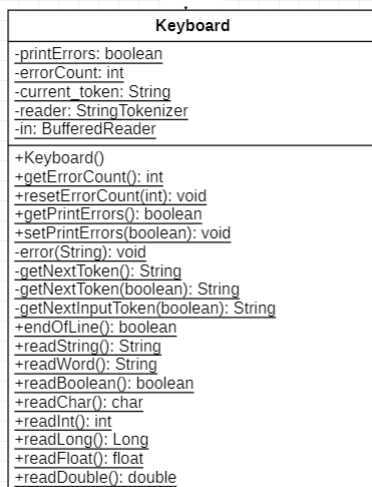 Keyboard
-printErrors: boolean
-errorCount: int
-current_token: String
-reader: StringTokenizer
-in: BufferedReader
+Keyboard()
+getErrorCount(): int
+resetErrorCount(int): void
+getPrintErrors(): boolean
+setPrintErrors(boolean): void
-error(String): void
-getNextToken(): String
-getNextToken(boolean): String
-getNextInputToken(boolean): String
+endOfLine(): boolean
+readString(): String
+readWord(): String
+readBoolean(): boolean
+readChar(): char
+readInt(): int
+readLong(): Long
+readFloat(): float
+readDouble(): double